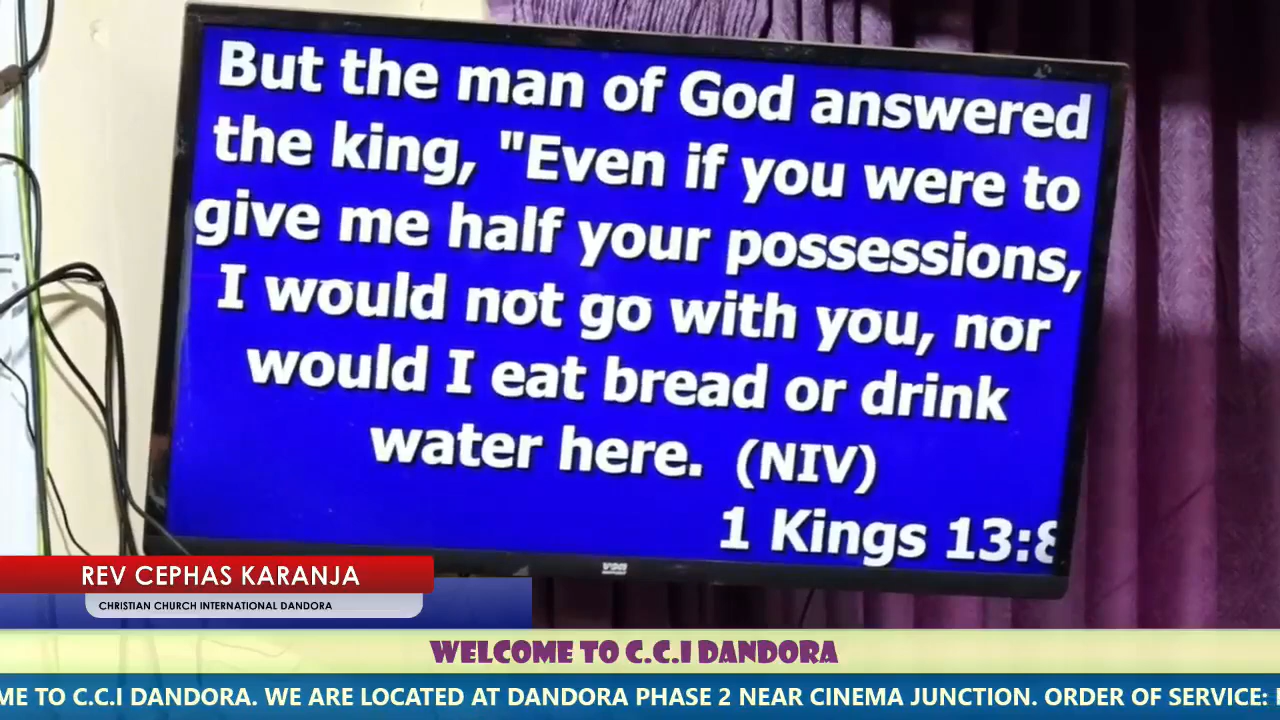 But the man of God answered
the king, "Even if you were to
give me half your possessions,
I would not go with you, nor
would I eat bread or drink
water here. (NIV)
1 Kings 13:8
REV CEPHAS KARANJA
CHRISTIAN CHURCH INTERNATIONAL DANDORA
WELCOME TO C.C.I DANDORA
ME TO C.C.I DANDORA. WE ARE LOCATED AT DANDORA PHASE 2 NEAR CINEMA JUNCTION. ORDER OF SERVICE: